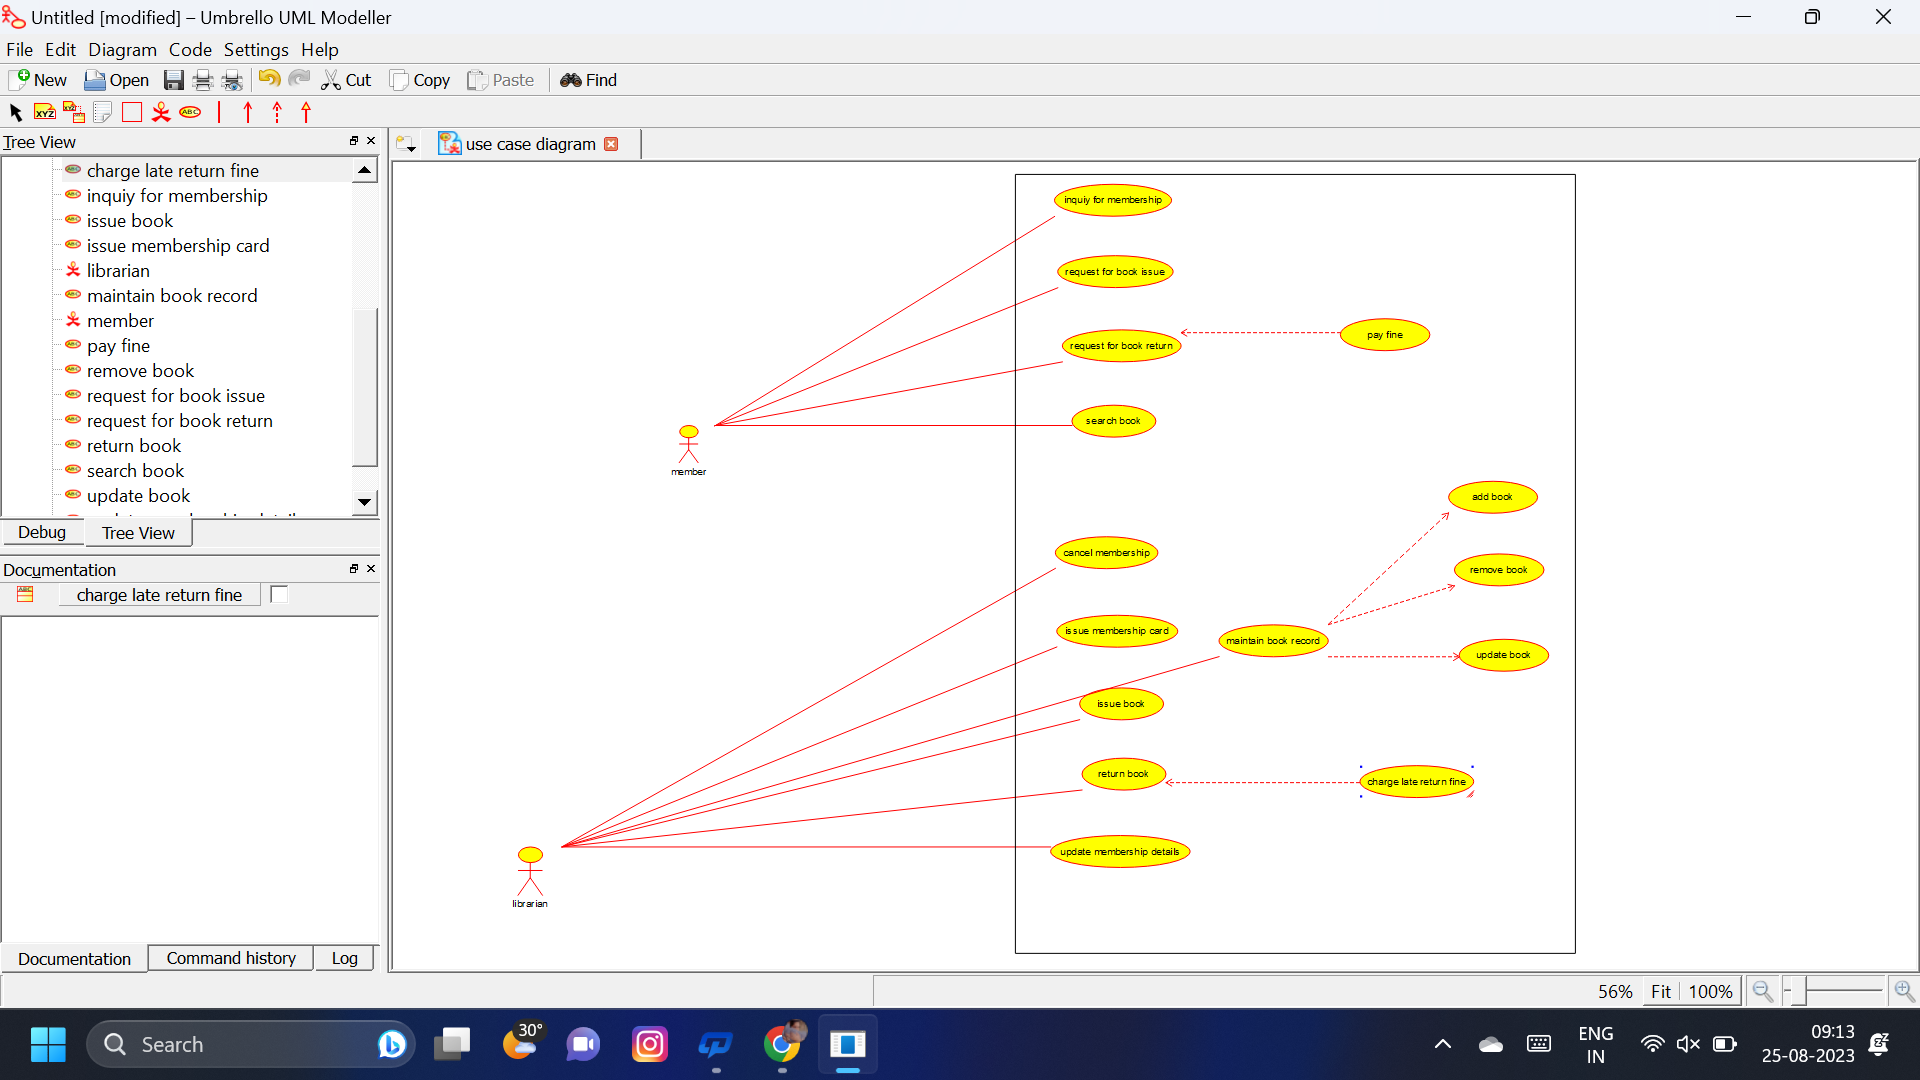 Untitled [modified] – Umbrello UML Modeller
File Edit Diagram Code Settings Help
New Open Cut Copy Paste Find
XYZ XYZ ABC
Tree View
use case diagram
charge late return fine
inquiy for membership
issue book
issue membership card
librarian
maintain book record
member
pay fine
remove book
request for book issue
request for book return
return book
search book
update book
Debug Tree View
Documentation
charge late return fine
Documentation Command history Log
inquiy for membership
request for book issue
request for book return
pay fine
search book
member
add book
cancel membership
remove book
issue membership card
maintain book record
update book
issue book
return book
charge late return fine
update membership details
librarian
56% Fit 100%
Search
30°
ENG
IN
09:13
25-08-2023